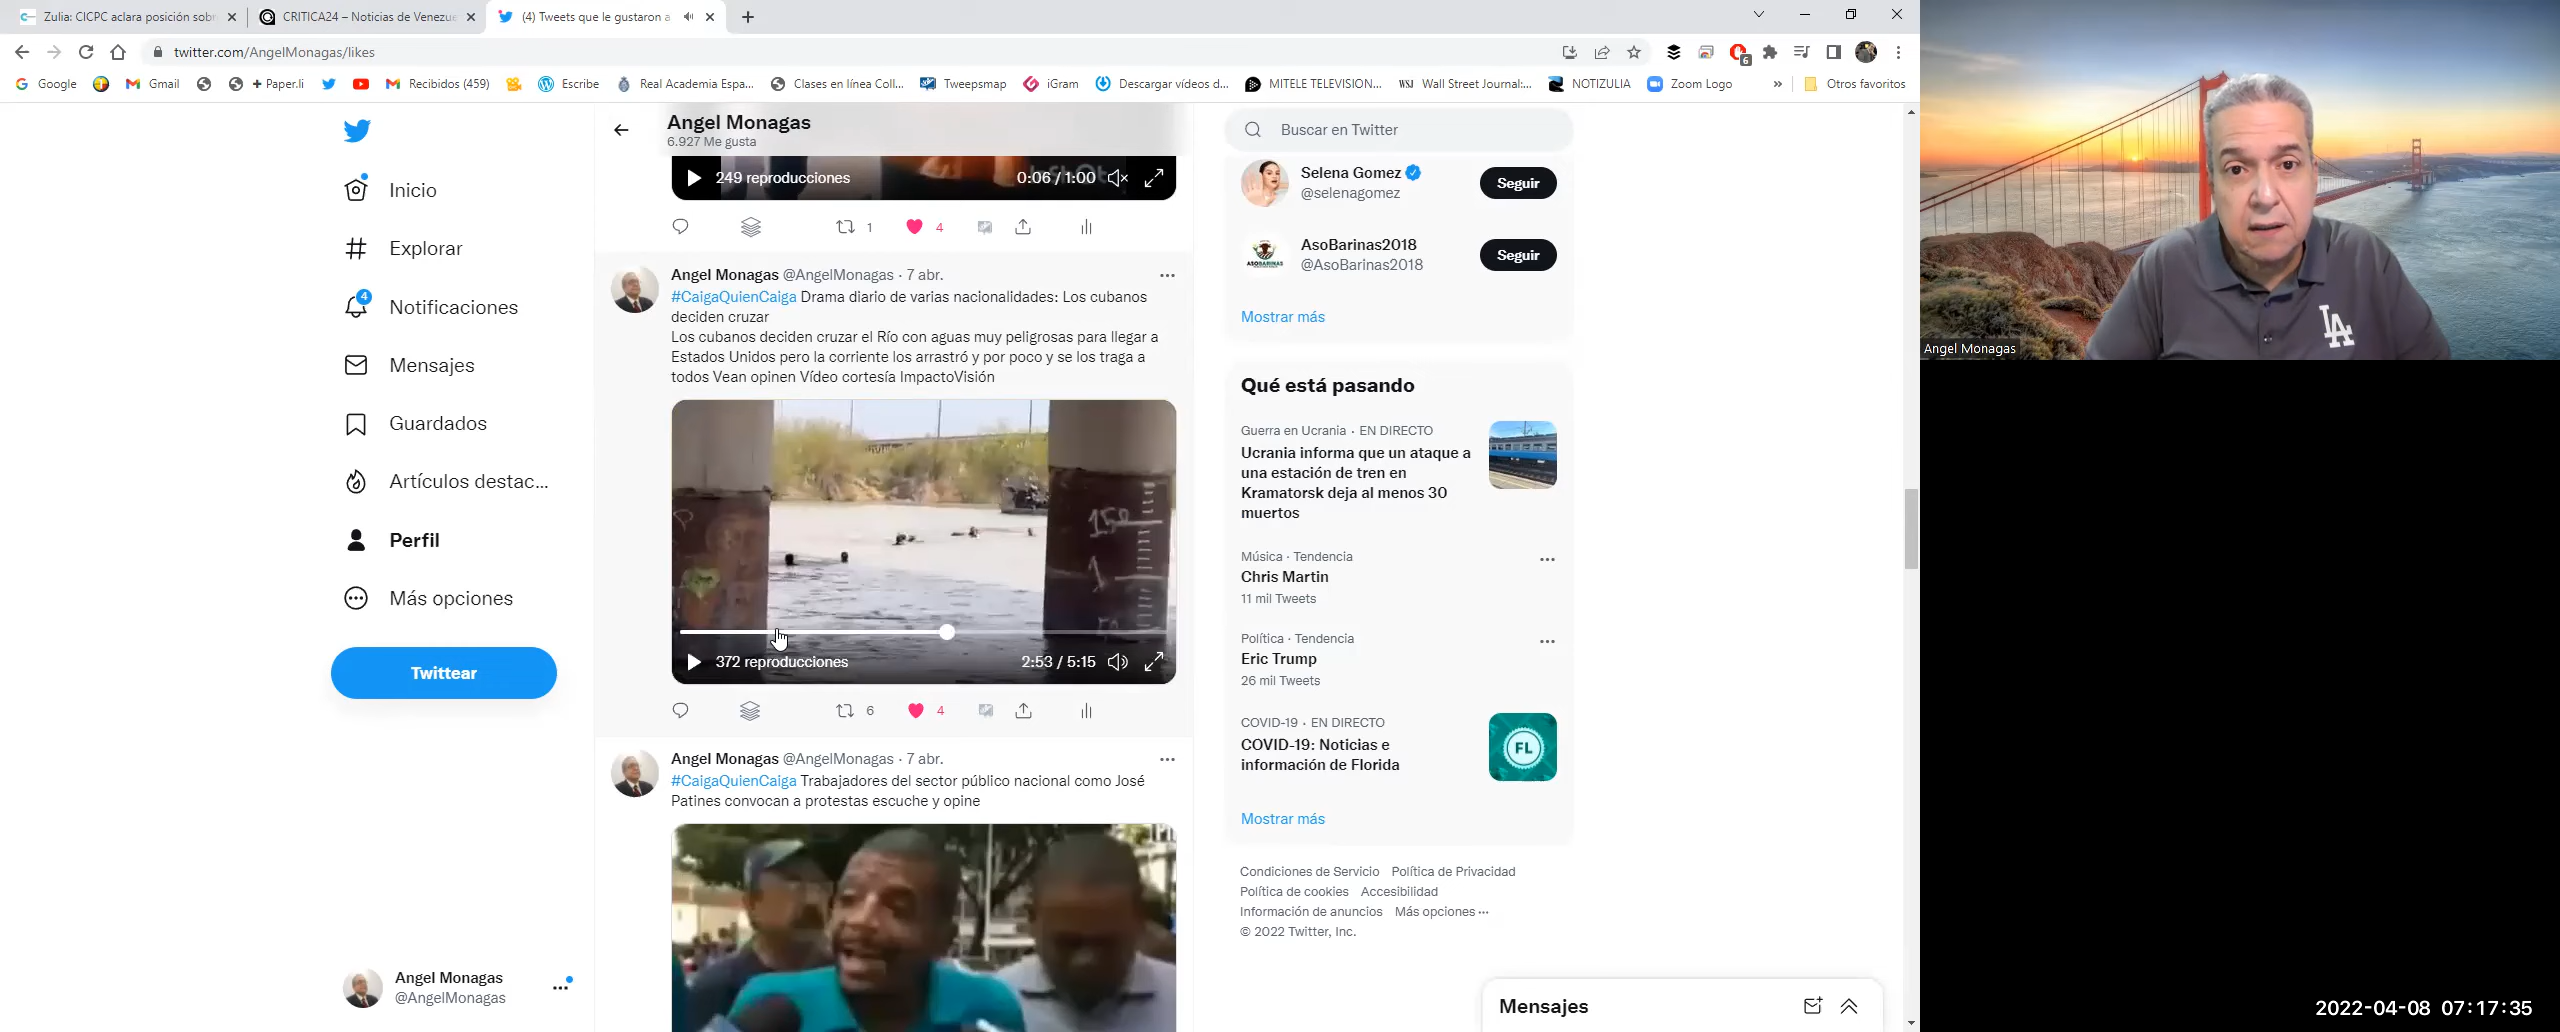 Zulia: CICPC aclara posición sob
CRITICA24 – Noticias de Venezue
(4) Tweets que le gustaron a
twitter.com/AngelMonagas/likes
6
Google
Gmail
+ Paper.li
Recibidos (459)
Escribe
Real Academia Espa...
Clases en línea Coll...
Tweepsmap
iGram
Descargar vídeos d...
MITELE TELEVISION...
WSJ
Wall Street Journal:...
NOTIZULIA
Zoom Logo
»
Otros favoritos
Inicio
Explorar
4
Notificaciones
Mensajes
Guardados
Artículos destac...
Perfil
Más opciones
Twittear
Angel Monagas
@AngelMonagas
Angel Monagas
6.927 Me gusta
249 reproducciones
0:06 / 1:00
1
4
Angel Monagas @AngelMonagas · 7 abr.
#CaigaQuienCaiga Drama diario de varias nacionalidades: Los cubanos
deciden cruzar
Los cubanos deciden cruzar el Río con aguas muy peligrosas para llegar a
Estados Unidos pero la corriente los arrastró y por poco y se los traga a
todos Vean opinen Vídeo cortesía ImpactoVisión
372 reproducciones
2:53 / 5:15
6
4
Angel Monagas @AngelMonagas · 7 abr.
#CaigaQuienCaiga Trabajadores del sector público nacional como José
Patines convocan a protestas escuche y opine
Buscar en Twitter
Selena Gomez
@selenagomez
Seguir
ASOBARINAS
AsoBarinas2018
@AsoBarinas2018
Seguir
Mostrar más
Qué está pasando
Guerra en Ucrania · EN DIRECTO
Ucrania informa que un ataque a
una estación de tren en
Kramatorsk deja al menos 30
muertos
Música · Tendencia
Chris Martin
11 mil Tweets
Política · Tendencia
Eric Trump
26 mil Tweets
COVID-19 · EN DIRECTO
COVID-19: Noticias e
información de Florida
FL
Mostrar más
Condiciones de Servicio Política de Privacidad
Política de cookies Accesibilidad
Información de anuncios Más opciones ···
© 2022 Twitter, Inc.
Mensajes
LA
Angel Monagas
2022-04-08 07:17:35